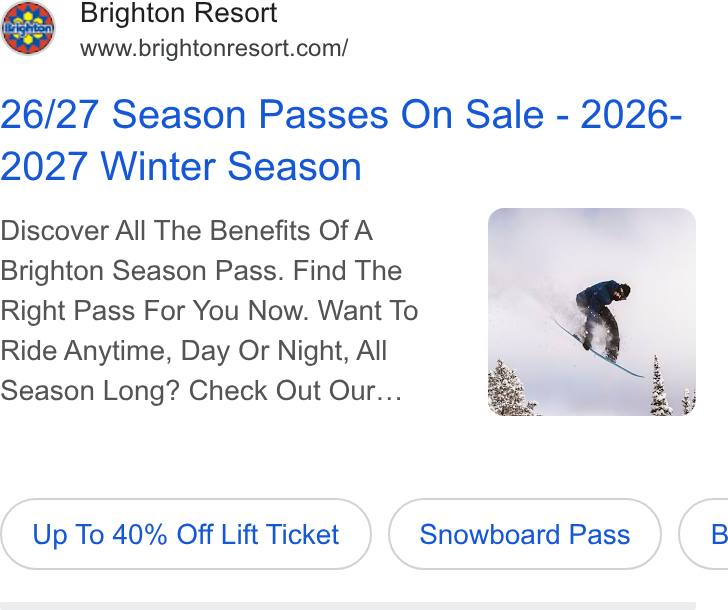 Brighton
Brighton Resort
www.brightonresort.com/
26/27 Season Passes On Sale - 2026-
2027 Winter Season
Discover All The Benefits Of A
Brighton Season Pass. Find The
Right Pass For You Now. Want To
Ride Anytime, Day Or Night, All
Season Long? Check Out Our…
Up To 40% Off Lift Ticket
Snowboard Pass
B